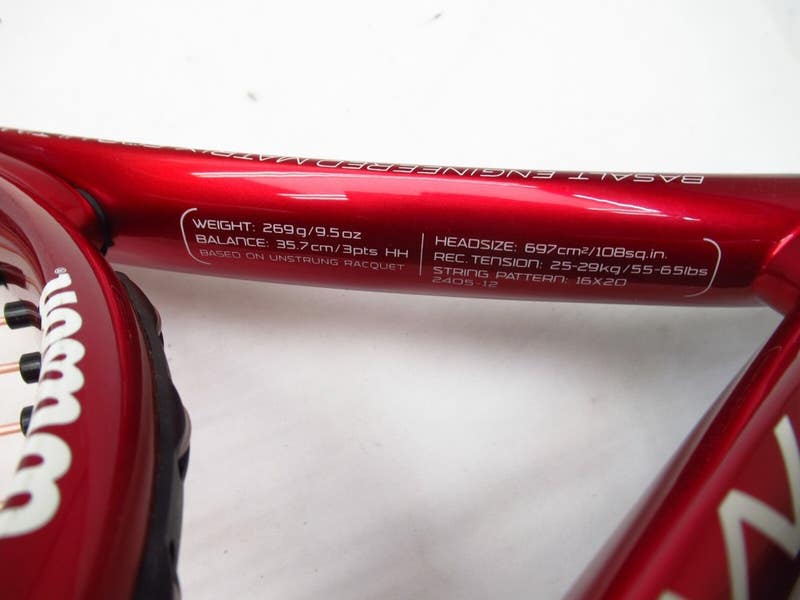 BASALT ENGINEERED MATRIX
WEIGHT: 269g/9.5oz
BALANCE: 35.7cm/3pts HH
BASED ON UNSTRUNG RACQUET
HEADSIZE: 697cm²/108sq.in.
REC. TENSION: 25-29kg/55-65lbs
STRING PATTERN: 16X20
2405-12
Wilson®
W